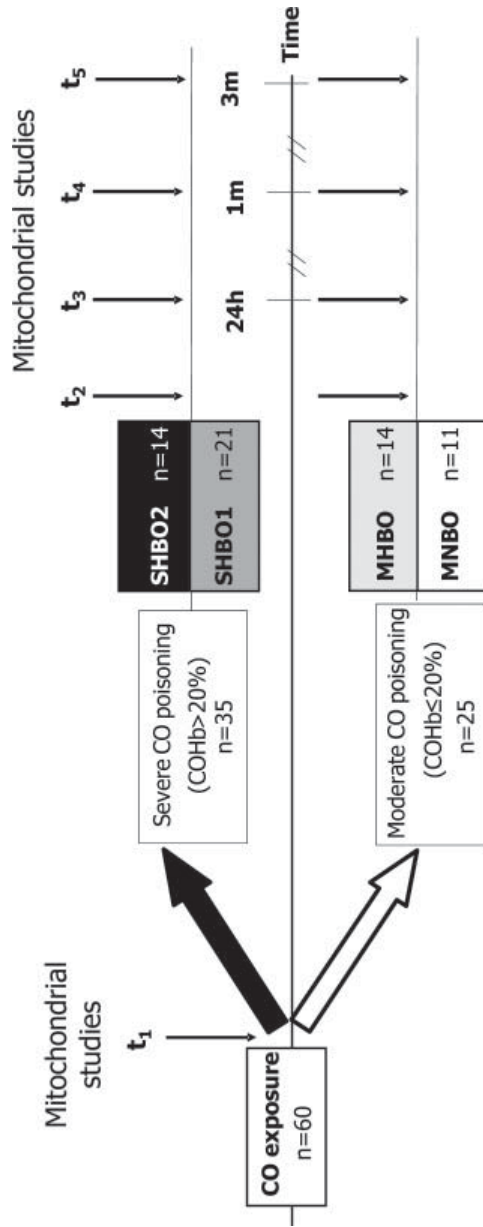 Mitochondrial
studies
t1
CO exposure
n=60
Severe CO poisoning
(COHb>20%)
n=35
Moderate CO poisoning
(COHb≤20%)
n=25
SHBO2 n=14
SHBO1 n=21
MHBO n=14
MNBO n=11
Mitochondrial studies
t2 t3 t4 t5
24h 1m 3m
Time